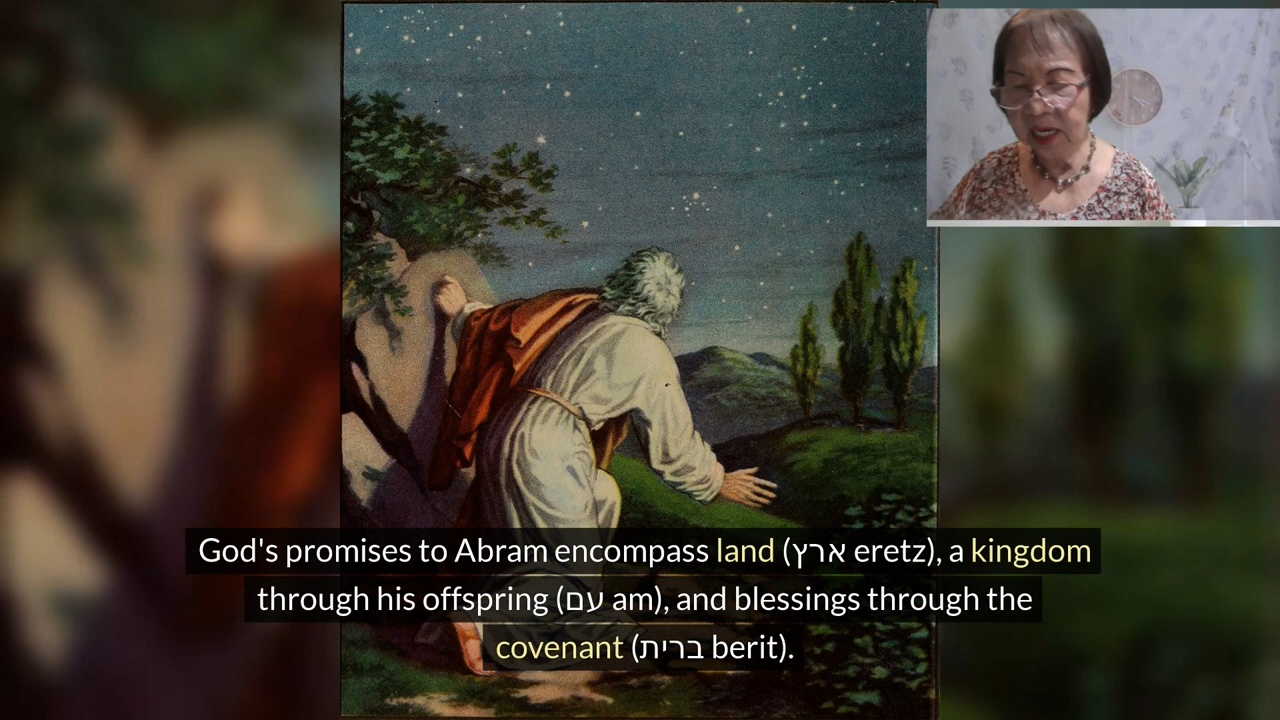 God's promises to Abram encompass land (ארץ eretz), a kingdom
through his offspring (עם am), and blessings through the
covenant (ברית berit).